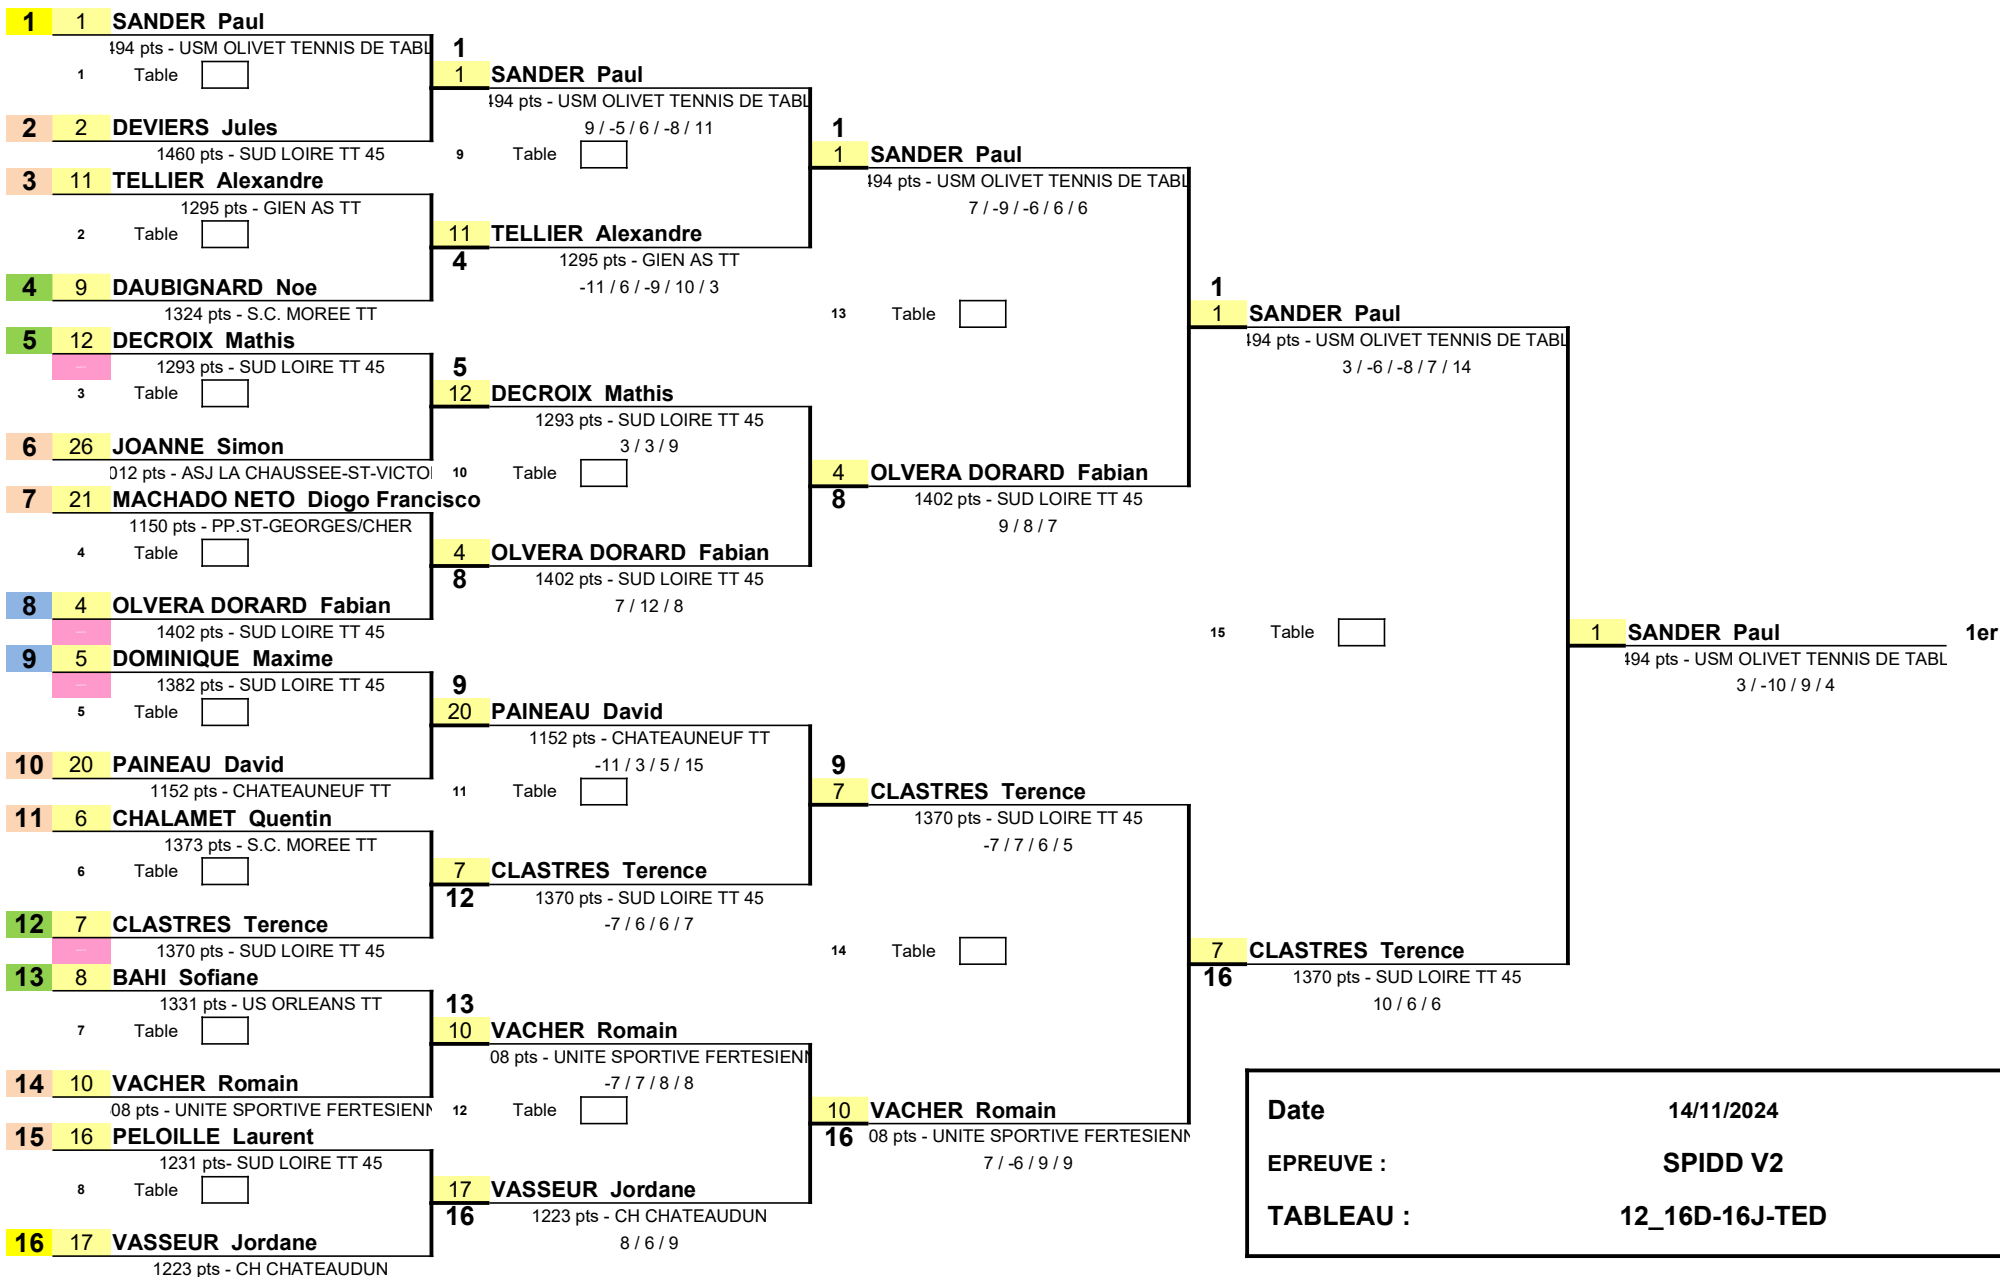 1 1 SANDER Paul
494 pts - USM OLIVET TENNIS DE TABL
1 Table
2 2 DEVIERS Jules
1460 pts - SUD LOIRE TT 45
3 11 TELLIER Alexandre
1295 pts - GIEN AS TT
2 Table
4 9 DAUBIGNARD Noe
1324 pts - S.C. MOREE TT
5 12 DECROIX Mathis
1293 pts - SUD LOIRE TT 45
3 Table
6 26 JOANNE Simon
012 pts - ASJ LA CHAUSSEE-ST-VICTO
7 21 MACHADO NETO Diogo Francisco
1150 pts - PP.ST-GEORGES/CHER
4 Table
8 4 OLVERA DORARD Fabian
1402 pts - SUD LOIRE TT 45
9 5 DOMINIQUE Maxime
1382 pts - SUD LOIRE TT 45
5 Table
10 20 PAINEAU David
1152 pts - CHATEAUNEUF TT
11 6 CHALAMET Quentin
1373 pts - S.C. MOREE TT
6 Table
12 7 CLASTRES Terence
1370 pts - SUD LOIRE TT 45
13 8 BAHI Sofiane
1331 pts - US ORLEANS TT
7 Table
14 10 VACHER Romain
08 pts - UNITE SPORTIVE FERTESIENN
15 16 PELOILLE Laurent
1231 pts- SUD LOIRE TT 45
8 Table
16 17 VASSEUR Jordane
1223 pts - CH CHATEAUDUN
1
1 SANDER Paul
494 pts - USM OLIVET TENNIS DE TABL
9 / -5 / 6 / -8 / 11
9 Table
11 TELLIER Alexandre
4
1295 pts - GIEN AS TT
-11 / 6 / -9 / 10 / 3
5
12 DECROIX Mathis
1293 pts - SUD LOIRE TT 45
3 / 3 / 9
10 Table
4 OLVERA DORARD Fabian
8
1402 pts - SUD LOIRE TT 45
7 / 12 / 8
9
20 PAINEAU David
1152 pts - CHATEAUNEUF TT
-11 / 3 / 5 / 15
11 Table
7 CLASTRES Terence
12
1370 pts - SUD LOIRE TT 45
-7 / 6 / 6 / 7
13
10 VACHER Romain
08 pts - UNITE SPORTIVE FERTESIENN
-7 / 7 / 8 / 8
12 Table
17 VASSEUR Jordane
16
1223 pts - CH CHATEAUDUN
8 / 6 / 9
1
1 SANDER Paul
494 pts - USM OLIVET TENNIS DE TABL
7 / -9 / -6 / 6 / 6
13 Table
4 OLVERA DORARD Fabian
8
1402 pts - SUD LOIRE TT 45
9 / 8 / 7
9
7 CLASTRES Terence
1370 pts - SUD LOIRE TT 45
-7 / 7 / 6 / 5
14 Table
10 VACHER Romain
16
08 pts - UNITE SPORTIVE FERTESIENN
7 / -6 / 9 / 9
1
1 SANDER Paul
494 pts - USM OLIVET TENNIS DE TABL
3 / -6 / -8 / 7 / 14
15 Table
7 CLASTRES Terence
16
1370 pts - SUD LOIRE TT 45
10 / 6 / 6
1 SANDER Paul 1er
494 pts - USM OLIVET TENNIS DE TABL
3 / -10 / 9 / 4
Date 14/11/2024
EPREUVE : SPIDD V2
TABLEAU : 12_16D-16J-TED